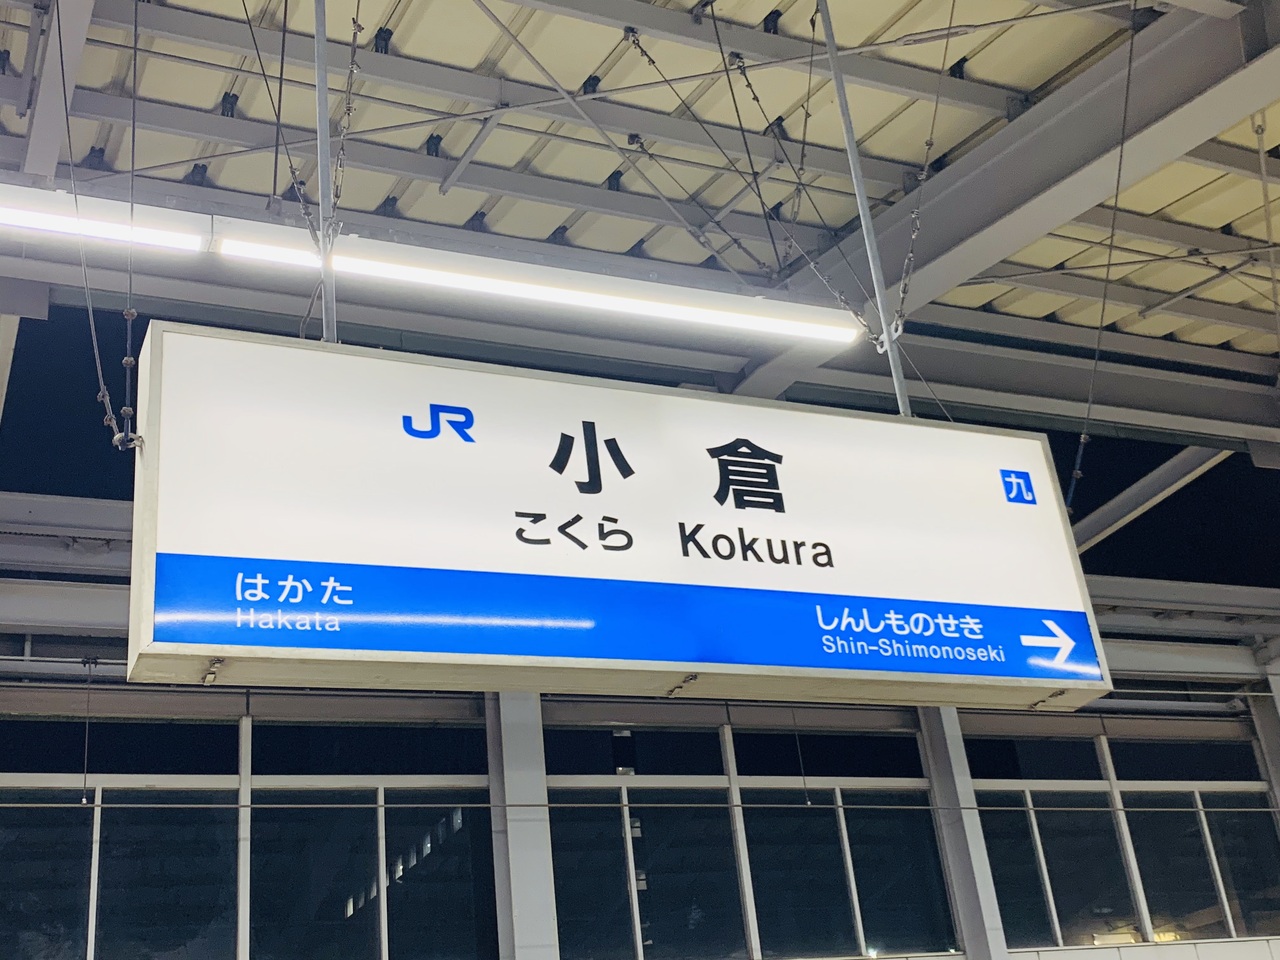 JR 小倉 九
こくら Kokura
はかた
Hakata
しんしものせき →
Shin-Shimonoseki